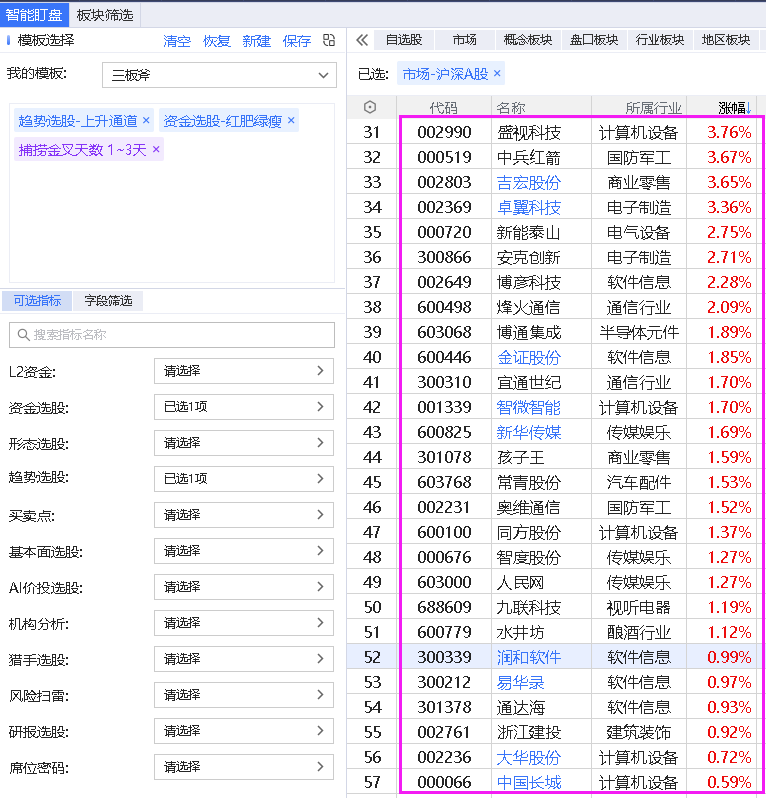 智能盯盘 板块筛选
模板选择 清空 恢复 新建 保存
我的模板: 三板斧
趋势选股-上升通道 × 资金选股-红肥绿瘦 ×
捕捞金叉天数 1~3天 ×
可选指标 字段筛选
搜索指标名称
L2资金: 请选择
资金选股: 已选1项
形态选股: 请选择
趋势选股: 已选1项
买卖点: 请选择
基本面选股: 请选择
AI价投选股: 请选择
机构分析: 请选择
猎手选股: 请选择
风险扫雷: 请选择
研报选股: 请选择
席位密码: 请选择
自选股 市场 概念板块 盘口板块 行业板块 地区板块
已选: 市场-沪深A股 ×
代码 名称 所属行业 涨幅↓
31 002990 盛视科技 计算机设备 3.76%
32 000519 中兵红箭 国防军工 3.67%
33 002803 吉宏股份 商业零售 3.65%
34 002369 卓翼科技 电子制造 3.36%
35 000720 新能泰山 电气设备 2.75%
36 300866 安克创新 电子制造 2.71%
37 002649 博彦科技 软件信息 2.28%
38 600498 烽火通信 通信行业 2.09%
39 603068 博通集成 半导体元件 1.89%
40 600446 金证股份 软件信息 1.85%
41 300310 宜通世纪 通信行业 1.70%
42 001339 智微智能 计算机设备 1.70%
43 600825 新华传媒 传媒娱乐 1.69%
44 301078 孩子王 商业零售 1.59%
45 603768 常青股份 汽车配件 1.53%
46 002231 奥维通信 国防军工 1.52%
47 600100 同方股份 计算机设备 1.37%
48 000676 智度股份 传媒娱乐 1.27%
49 603000 人民网 传媒娱乐 1.27%
50 688609 九联科技 视听电器 1.19%
51 600779 水井坊 酿酒行业 1.12%
52 300339 润和软件 软件信息 0.99%
53 300212 易华录 软件信息 0.97%
54 301378 通达海 软件信息 0.93%
55 002761 浙江建投 建筑装饰 0.92%
56 002236 大华股份 计算机设备 0.72%
57 000066 中国长城 计算机设备 0.59%